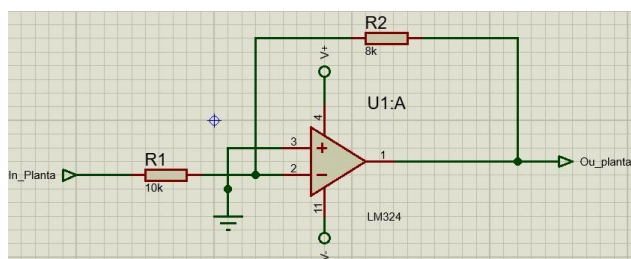 R2
8k
V+
U1:A
4
3
2
1
11
R1
10k
In_Planta
Ou_planta
LM324
V-